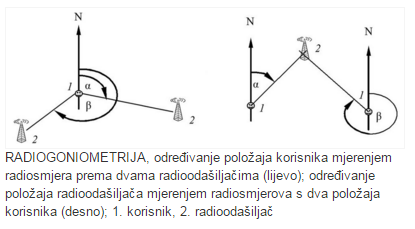 N
1
α
β
2
2
N
α
1
2
N
1
β
RADIOGONIOMETRIJA, određivanje položaja korisnika mjerenjem
radiosmjera prema dvama radioodašiljačima (lijevo); određivanje
položaja radioodašiljača mjerenjem radiosmjerova s dva položaja
korisnika (desno); 1. korisnik, 2. radioodašiljač